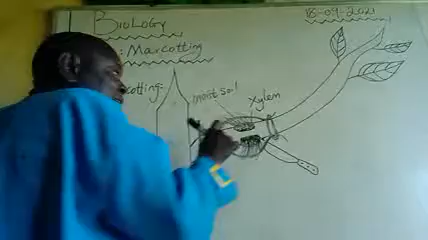 BIOLOGY
18-09-2021
: Marcotting
cotting:
moist soil
xylem